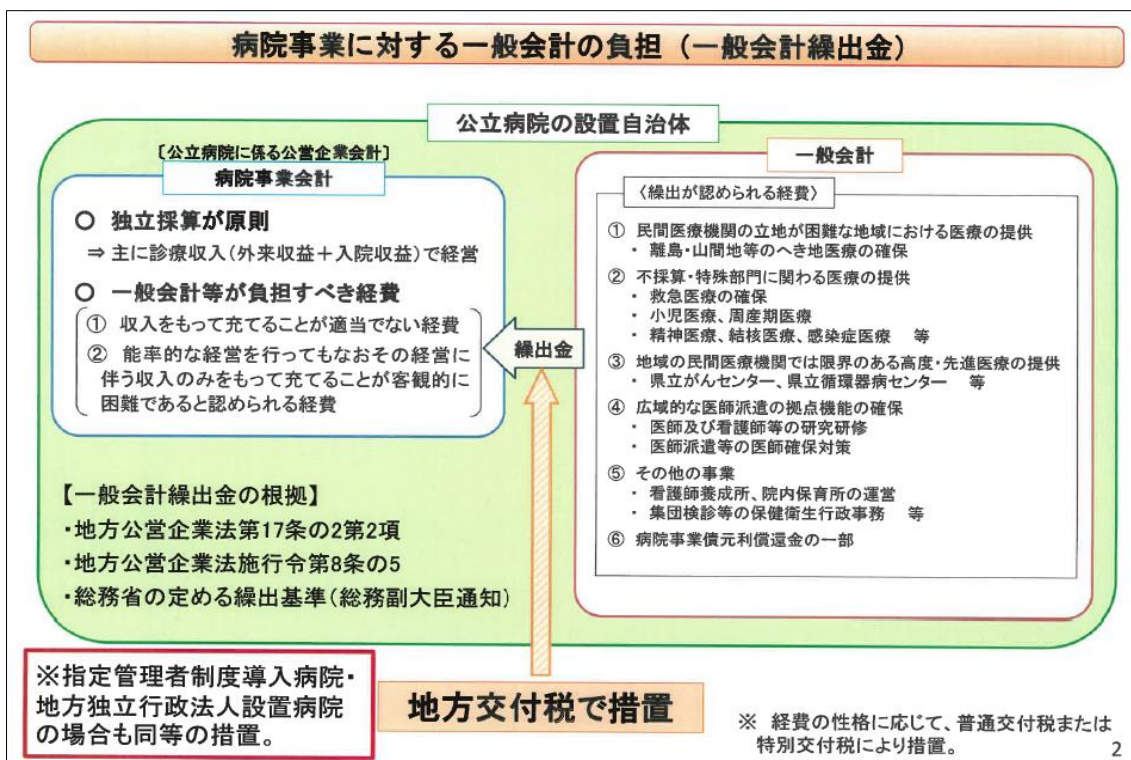 病院事業に対する一般会計の負担（一般会計繰出金）
公立病院の設置自治体
〔公立病院に係る公営企業会計〕
病院事業会計
○ 独立採算が原則
⇒ 主に診療収入（外来収益＋入院収益）で経営
○ 一般会計等が負担すべき経費
① 収入をもって充てることが適当でない経費
② 能率的な経営を行ってもなおその経営に
伴う収入のみをもって充てることが客観的に
困難であると認められる経費
繰出金
一般会計
〈繰出が認められる経費〉
① 民間医療機関の立地が困難な地域における医療の提供
・ 離島・山間地等のへき地医療の確保
② 不採算・特殊部門に関わる医療の提供
・ 救急医療の確保
・ 小児医療、周産期医療
・ 精神医療、結核医療、感染症医療 等
③ 地域の民間医療機関では限界のある高度・先進医療の提供
・ 県立がんセンター、県立循環器病センター 等
④ 広域的な医師派遣の拠点機能の確保
・ 医師及び看護師等の研究研修
・ 医師派遣等の医師確保対策
⑤ その他の事業
・ 看護師養成所、院内保育所の運営
・ 集団検診等の保健衛生行政事務 等
⑥ 病院事業債元利償還金の一部
【一般会計繰出金の根拠】
・地方公営企業法第17条の2第2項
・地方公営企業法施行令第8条の5
・総務省の定める繰出基準（総務副大臣通知）
※指定管理者制度導入病院・
地方独立行政法人設置病院
の場合も同等の措置。
地方交付税で措置
※ 経費の性格に応じて、普通交付税または
特別交付税により措置。
2